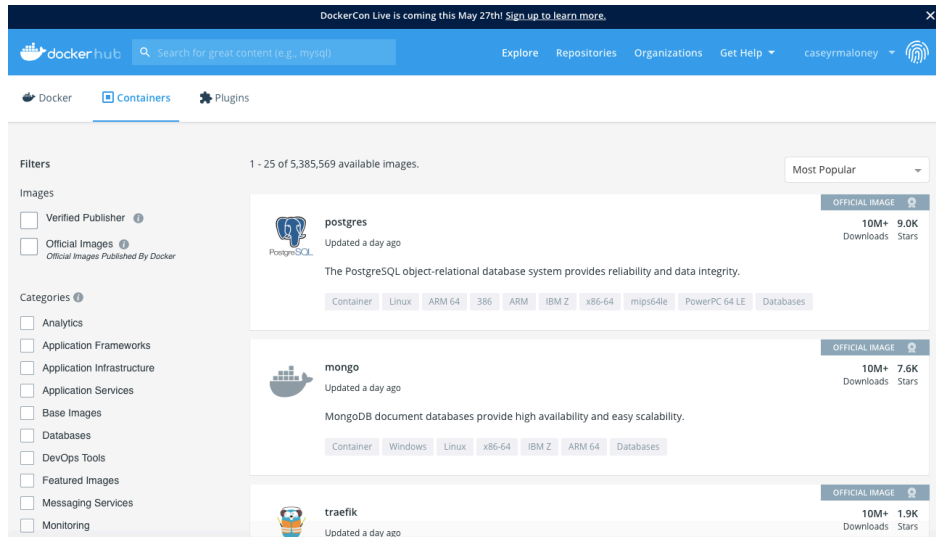 DockerCon Live is coming this May 27th! Sign up to learn more.
dockerhub Search for great content (e.g., mysql) Explore Repositories Organizations Get Help caseyrmaloney
Docker Containers Plugins
Filters
1 - 25 of 5,385,569 available images.
Most Popular
Images
Verified Publisher
Official Images
Official Images Published By Docker
Categories
Analytics
Application Frameworks
Application Infrastructure
Application Services
Base Images
Databases
DevOps Tools
Featured Images
Messaging Services
Monitoring
OFFICIAL IMAGE
PostgreSQL
postgres
10M+ 9.0K
Updated a day ago
Downloads Stars
The PostgreSQL object-relational database system provides reliability and data integrity.
Container Linux ARM 64 386 ARM IBM Z x86-64 mips64le PowerPC 64 LE Databases
OFFICIAL IMAGE
mongo
10M+ 7.6K
Updated a day ago
Downloads Stars
MongoDB document databases provide high availability and easy scalability.
Container Windows Linux x86-64 IBM Z ARM 64 Databases
OFFICIAL IMAGE
traefik
10M+ 1.9K
Updated a day ago
Downloads Stars